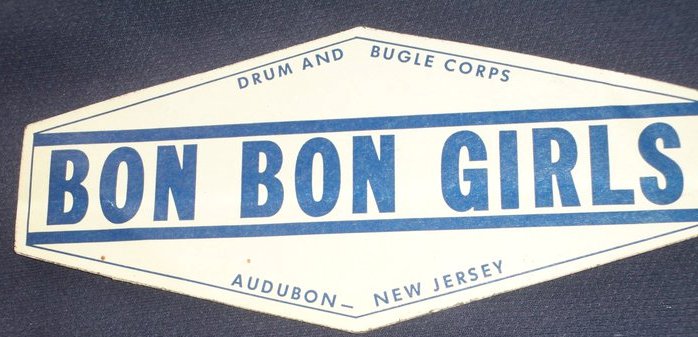 DRUM AND BUGLE CORPS
BON BON GIRLS
AUDUBON— NEW JERSEY